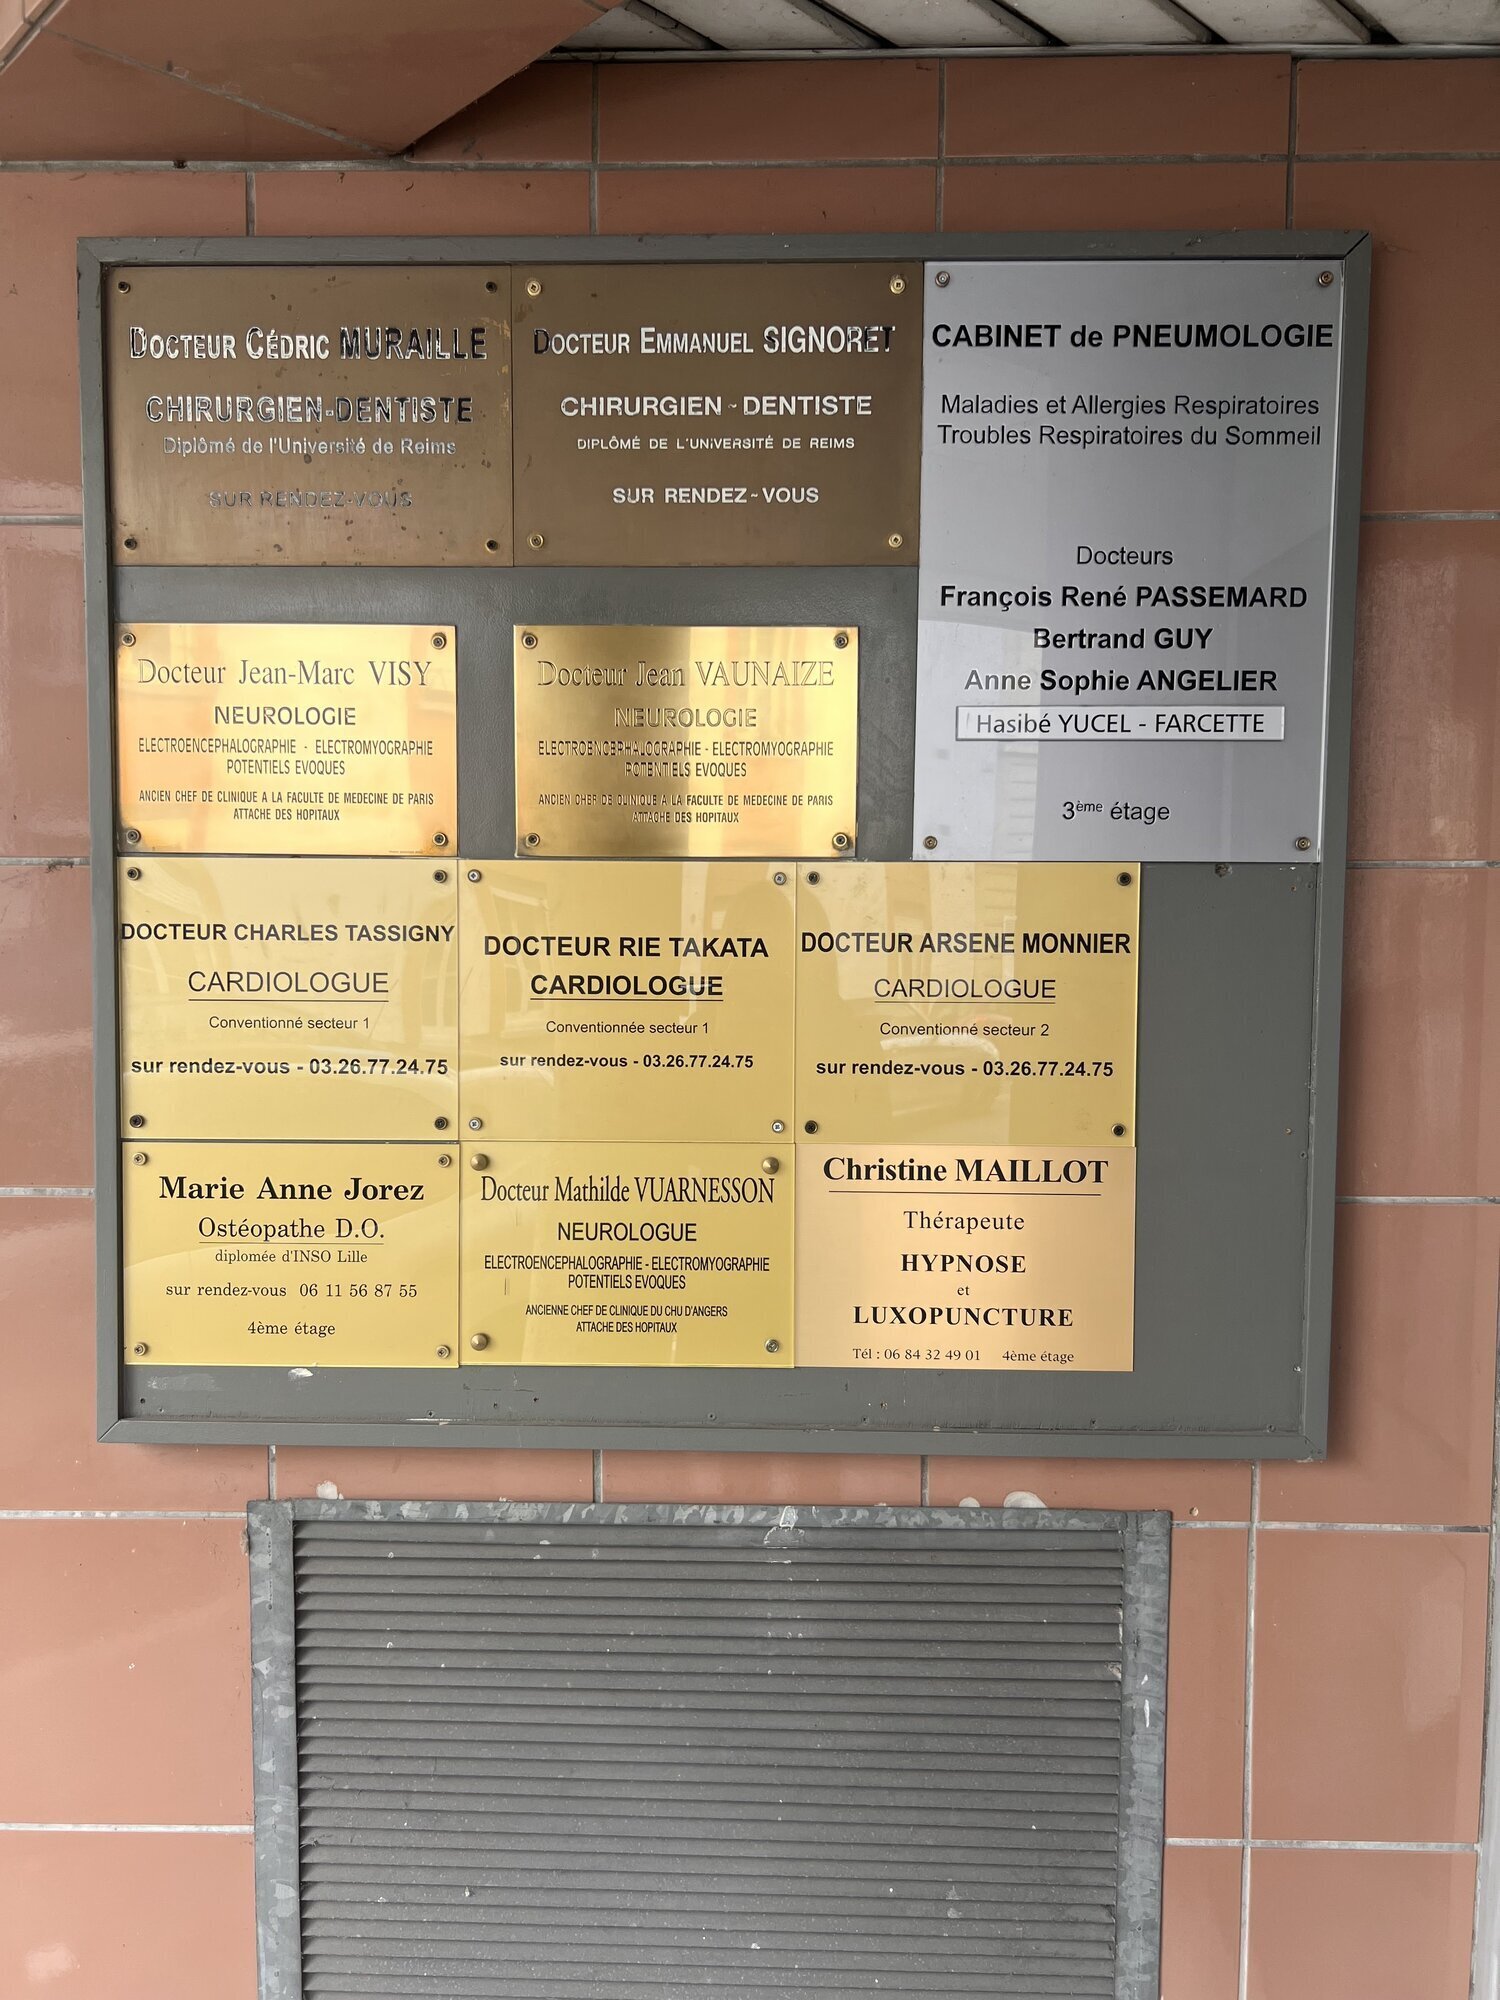 DOCTEUR CÉDRIC MURAILLE
CHIRURGIEN-DENTISTE
Diplômé de l'Université de Reims
SUR RENDEZ-VOUS
DOCTEUR EMMANUEL SIGNORET
CHIRURGIEN - DENTISTE
DIPLÔMÉ DE L'UNIVERSITÉ DE REIMS
SUR RENDEZ-VOUS
CABINET de PNEUMOLOGIE
Maladies et Allergies Respiratoires
Troubles Respiratoires du Sommeil
Docteurs
François René PASSEMARD
Bertrand GUY
Anne Sophie ANGELIER
Hasibé YUCEL - FARCETTE
3ème étage
Docteur Jean-Marc VISY
NEUROLOGIE
ELECTROENCEPHALOGRAPHIE - ELECTROMYOGRAPHIE
POTENTIELS EVOQUES
ANCIEN CHEF DE CLINIQUE A LA FACULTE DE MEDECINE DE PARIS
ATTACHE DES HOPITAUX
Docteur Jean VAUNAIZE
NEUROLOGIE
ELECTROENCEPHALOGRAPHIE - ELECTROMYOGRAPHIE
POTENTIELS EVOQUES
ANCIEN CHEF DE CLINIQUE A LA FACULTE DE MEDECINE DE PARIS
ATTACHE DES HOPITAUX
DOCTEUR CHARLES TASSIGNY
CARDIOLOGUE
Conventionné secteur 1
sur rendez-vous - 03.26.77.24.75
DOCTEUR RIE TAKATA
CARDIOLOGUE
Conventionnée secteur 1
sur rendez-vous - 03.26.77.24.75
DOCTEUR ARSENE MONNIER
CARDIOLOGUE
Conventionné secteur 2
sur rendez-vous - 03.26.77.24.75
Marie Anne Jorez
Ostéopathe D.O.
diplomée d'INSO Lille
sur rendez-vous 06 11 56 87 55
4ème étage
Docteur Mathilde VUARNESSON
NEUROLOGUE
ELECTROENCEPHALOGRAPHIE - ELECTROMYOGRAPHIE
POTENTIELS EVOQUES
ANCIENNE CHEF DE CLINIQUE DU CHU D'ANGERS
ATTACHE DES HOPITAUX
Christine MAILLOT
Thérapeute
HYPNOSE
et
LUXOPUNCTURE
Tél : 06 84 32 49 01 4ème étage